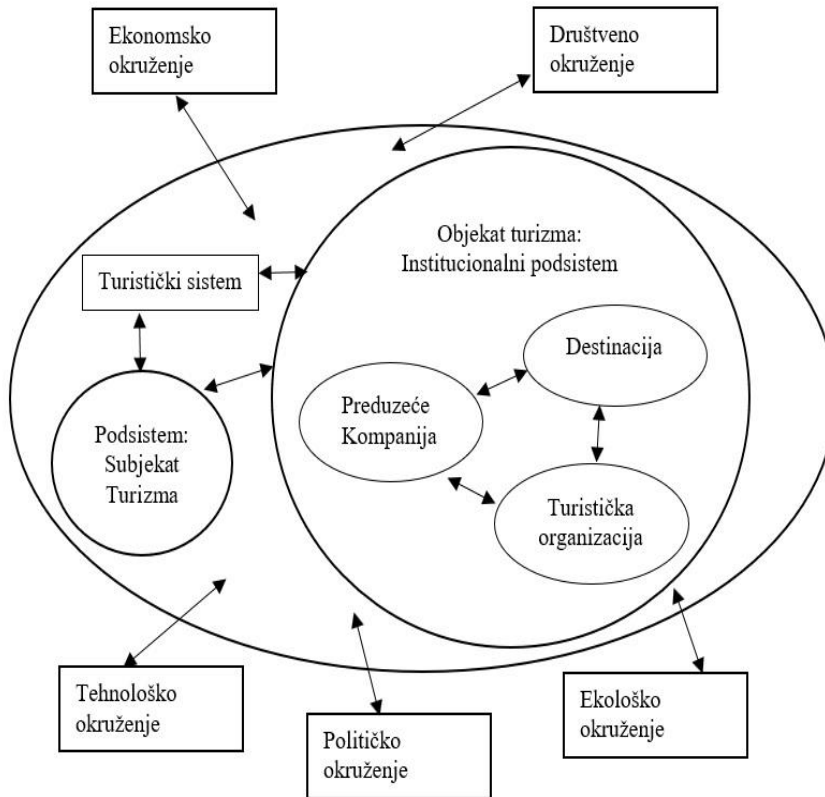 Ekonomsko
okruženje
Društveno
okruženje
Objekat turizma:
Institucionalni podsistem
Turistički sistem
Destinacija
Preduzeće
Kompanija
Podsistem:
Subjekat
Turizma
Turistička
organizacija
Tehnološko
okruženje
Političko
okruženje
Ekološko
okruženje